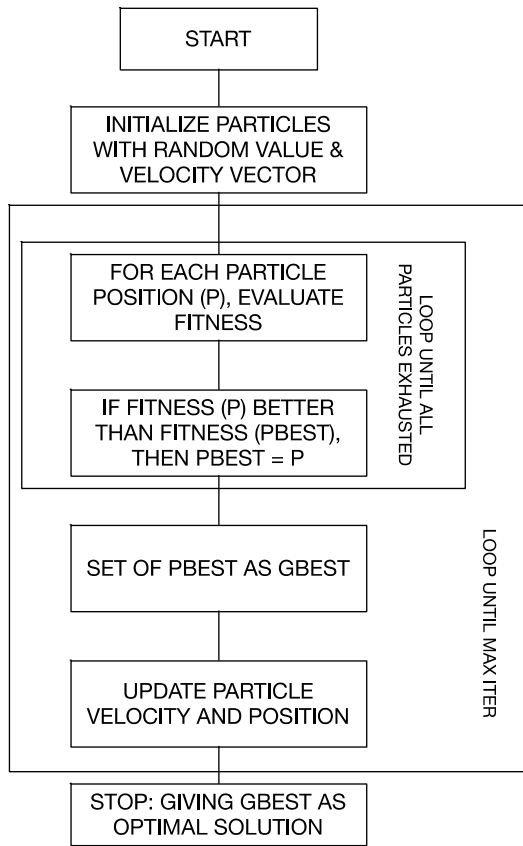 START
INITIALIZE PARTICLES
WITH RANDOM VALUE &
VELOCITY VECTOR
FOR EACH PARTICLE
POSITION (P), EVALUATE
FITNESS
LOOP UNTIL ALL
PARTICLES EXHAUSTED
IF FITNESS (P) BETTER
THAN FITNESS (PBEST),
THEN PBEST = P
SET OF PBEST AS GBEST
LOOP UNTIL MAX ITER
UPDATE PARTICLE
VELOCITY AND POSITION
STOP: GIVING GBEST AS
OPTIMAL SOLUTION